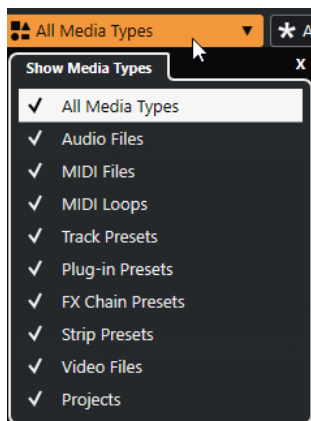 All Media Types
A
Show Media Types
X
All Media Types
Audio Files
MIDI Files
MIDI Loops
Track Presets
Plug-in Presets
FX Chain Presets
Strip Presets
Video Files
Projects